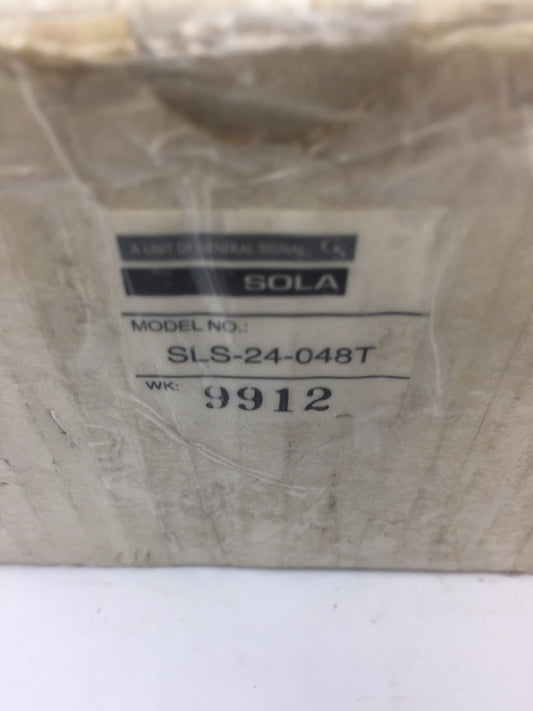 A UNIT OF GENERAL SIGNAL
SOLA
MODEL NO.:
SLS-24-048T
WK: 9912